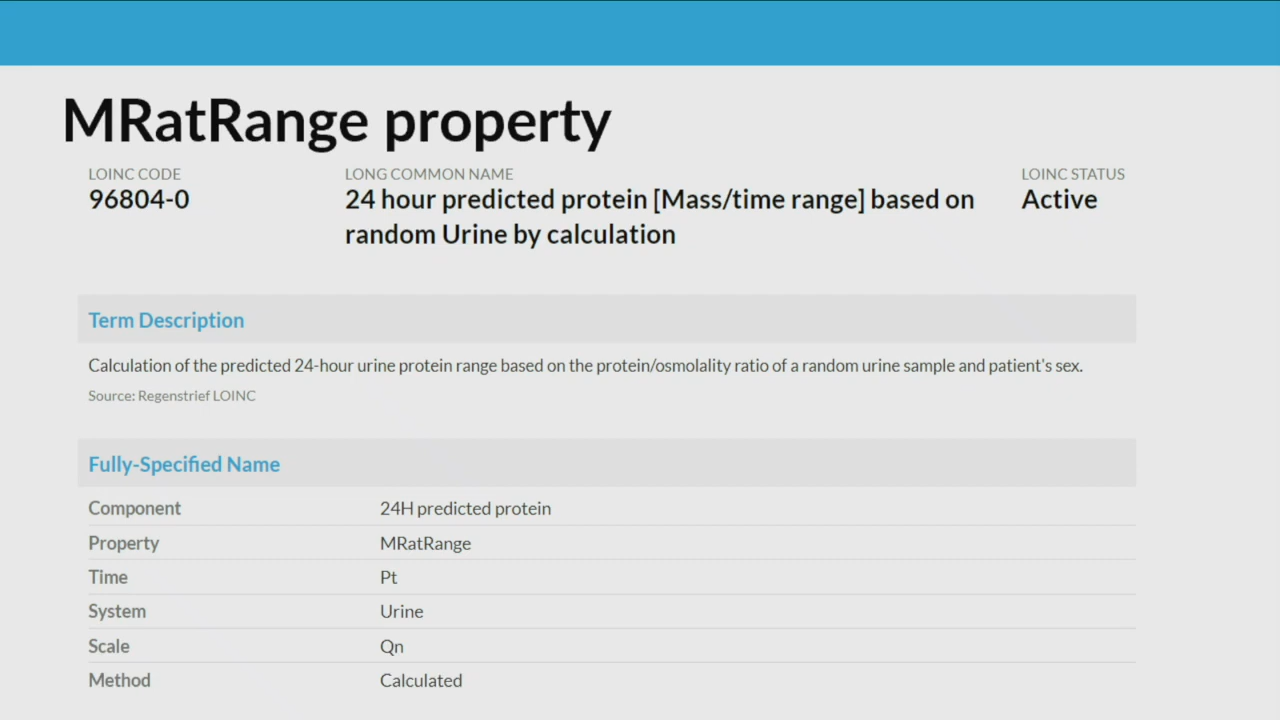 MRatRange property
LOINC CODE
96804-0
LONG COMMON NAME
24 hour predicted protein [Mass/time range] based on
random Urine by calculation
LOINC STATUS
Active
Term Description
Calculation of the predicted 24-hour urine protein range based on the protein/osmolality ratio of a random urine sample and patient's sex.
Source: Regenstrief LOINC
Fully-Specified Name
Component 24H predicted protein
Property MRatRange
Time Pt
System Urine
Scale Qn
Method Calculated